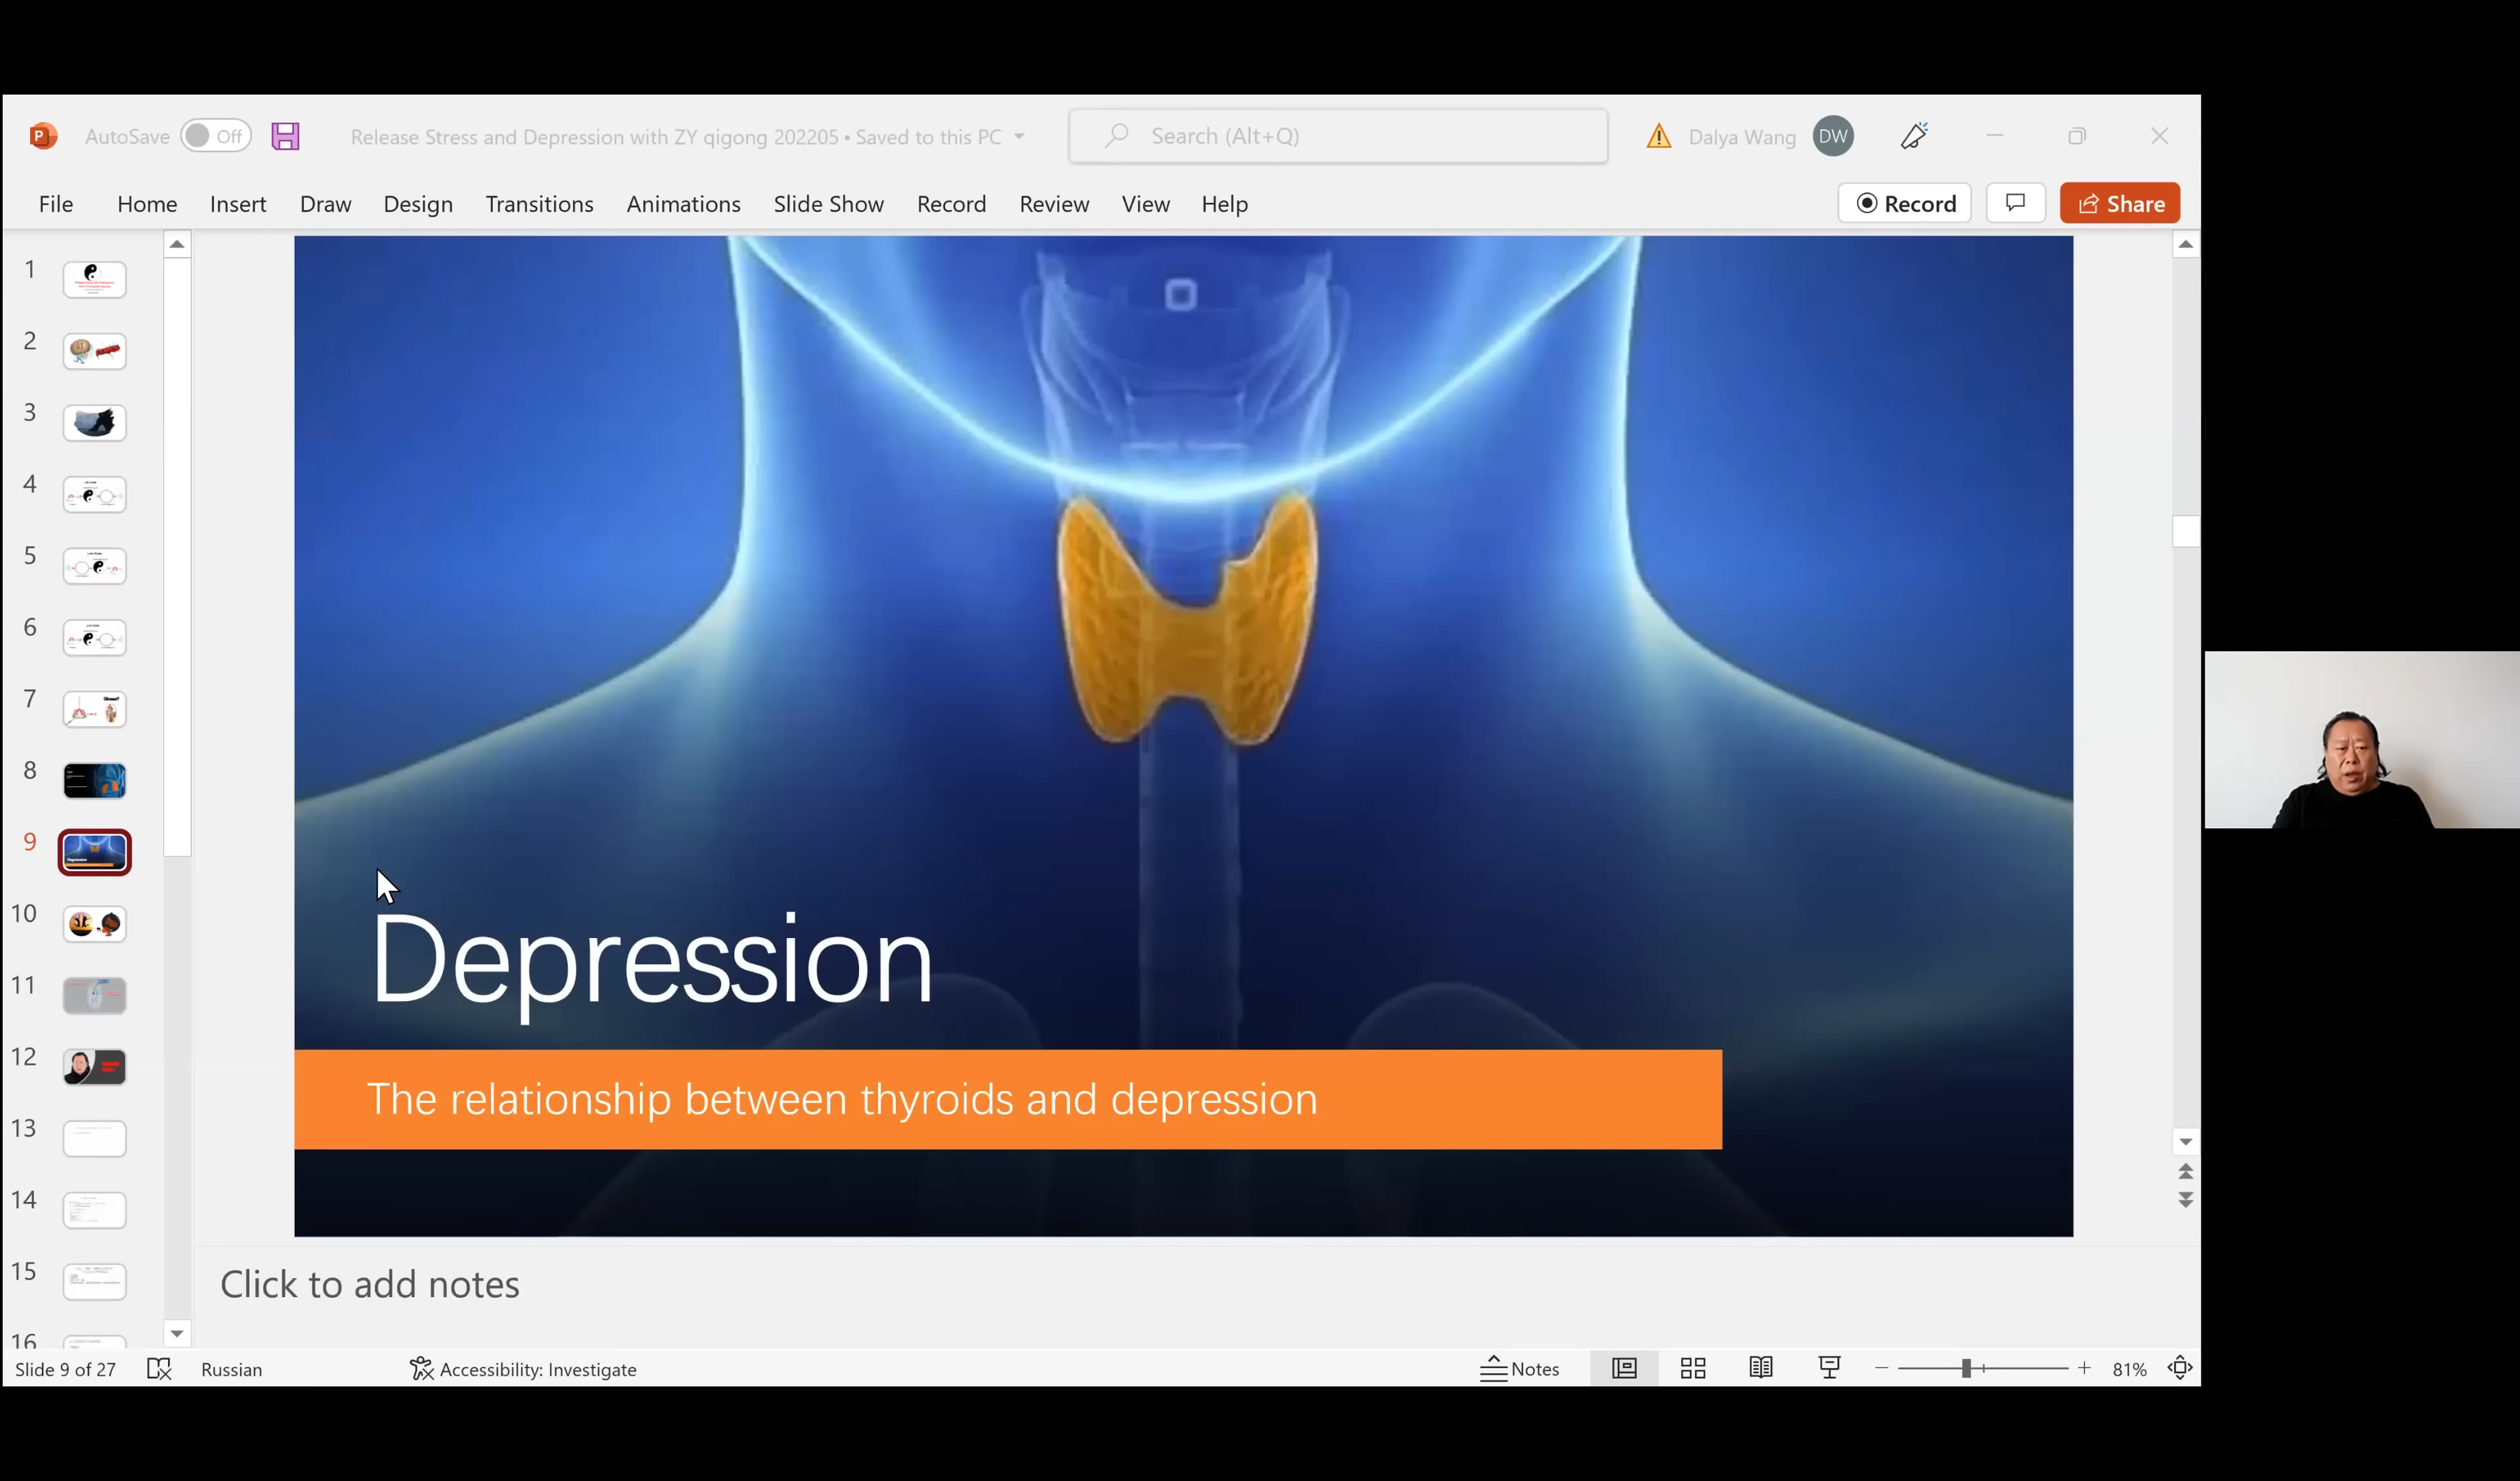 AutoSave Off Release Stress and Depression with ZY qigong 202205 • Saved to this PC Search (Alt+Q) Dalya Wang DW
File Home Insert Draw Design Transitions Animations Slide Show Record Review View Help Record Share
1
2
3
4
5
6
7
8
9
10
11
12
13
14
15
16
Depression
The relationship between thyroids and depression
Click to add notes
Slide 9 of 27 Russian Accessibility: Investigate Notes 81%